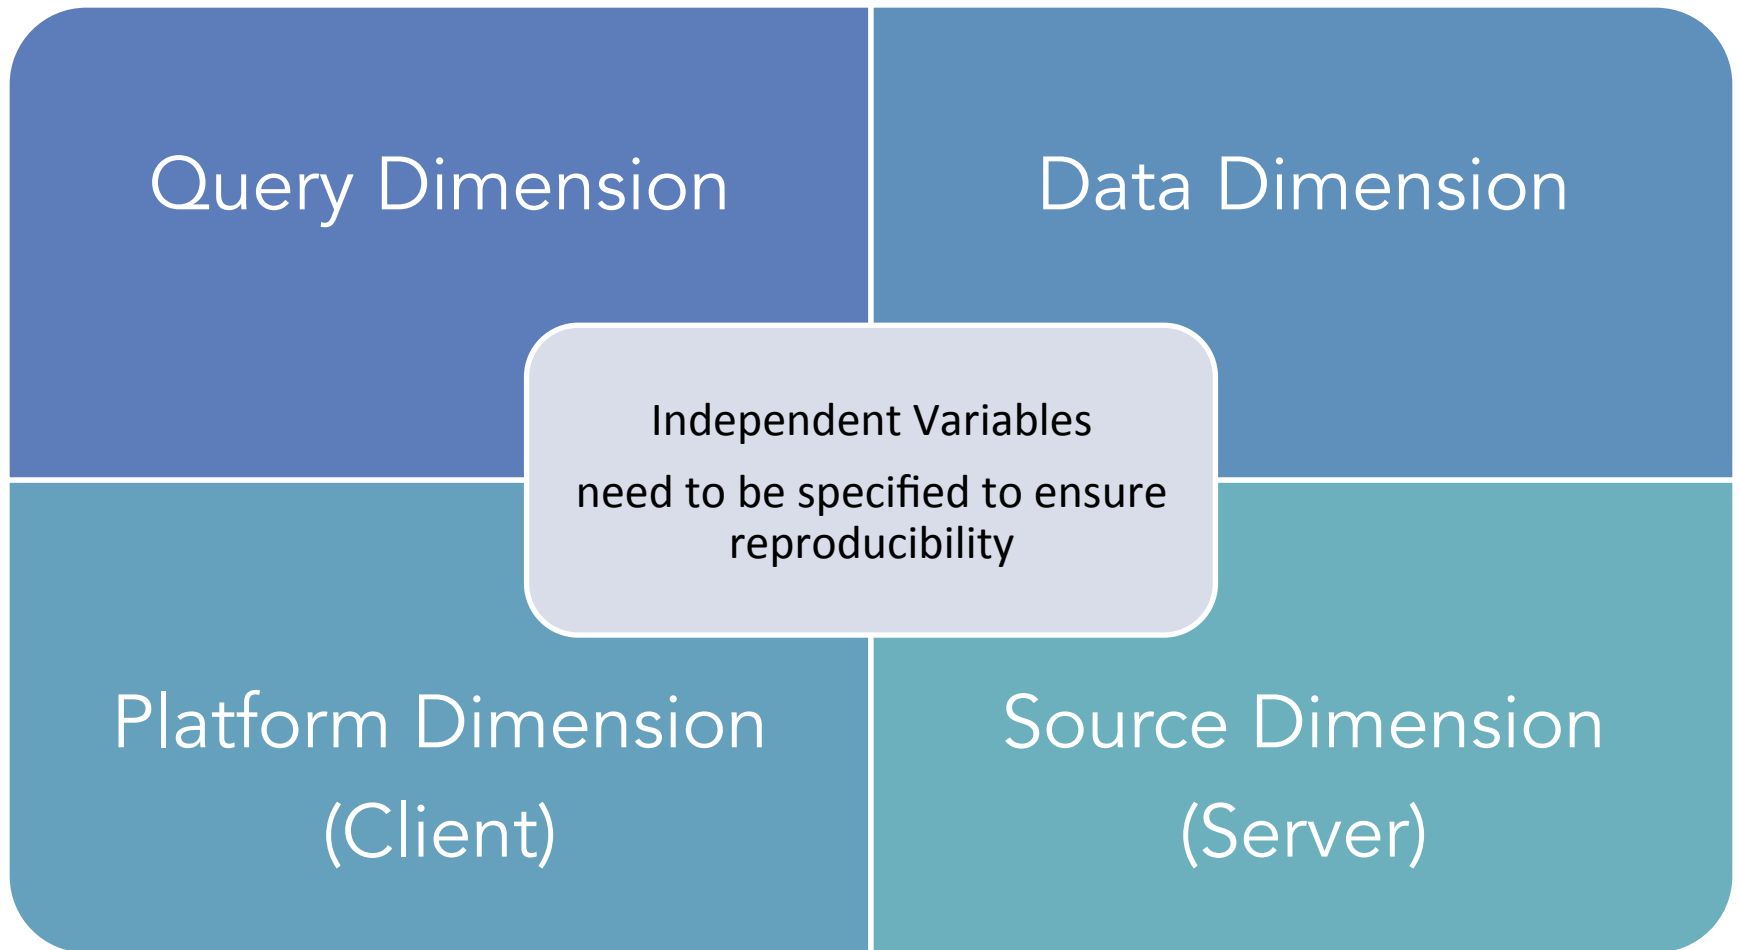 Query Dimension
Data Dimension
Independent Variables
need to be specified to ensure
reproducibility
Platform Dimension
(Client)
Source Dimension
(Server)